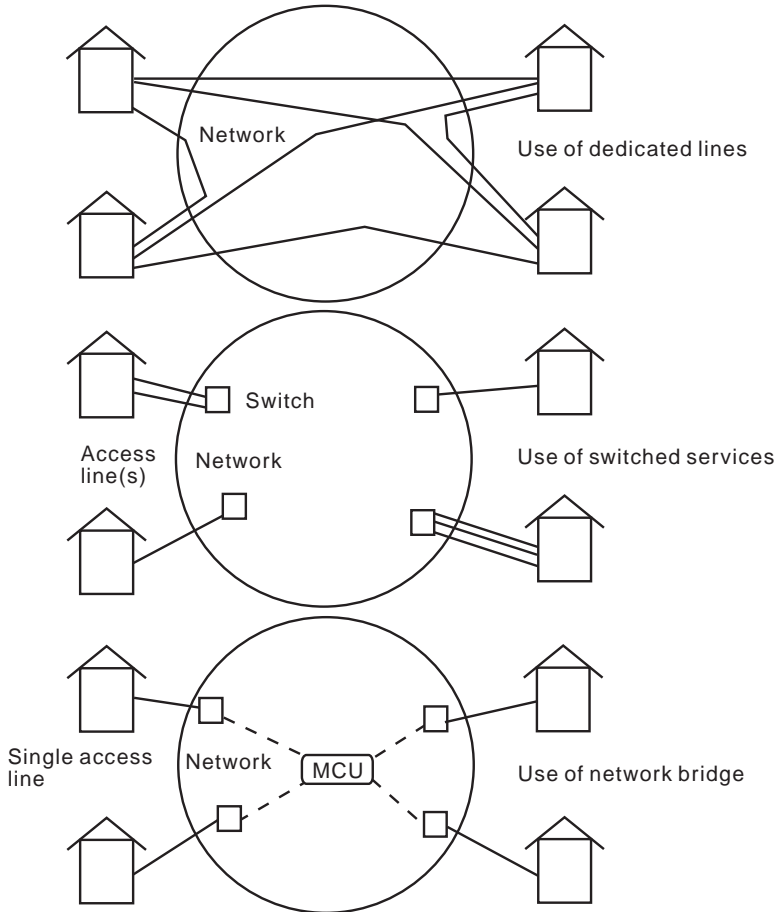 Network
Use of dedicated lines
Switch
Access
line(s)
Network
Use of switched services
Single access
line
Network
MCU
Use of network bridge